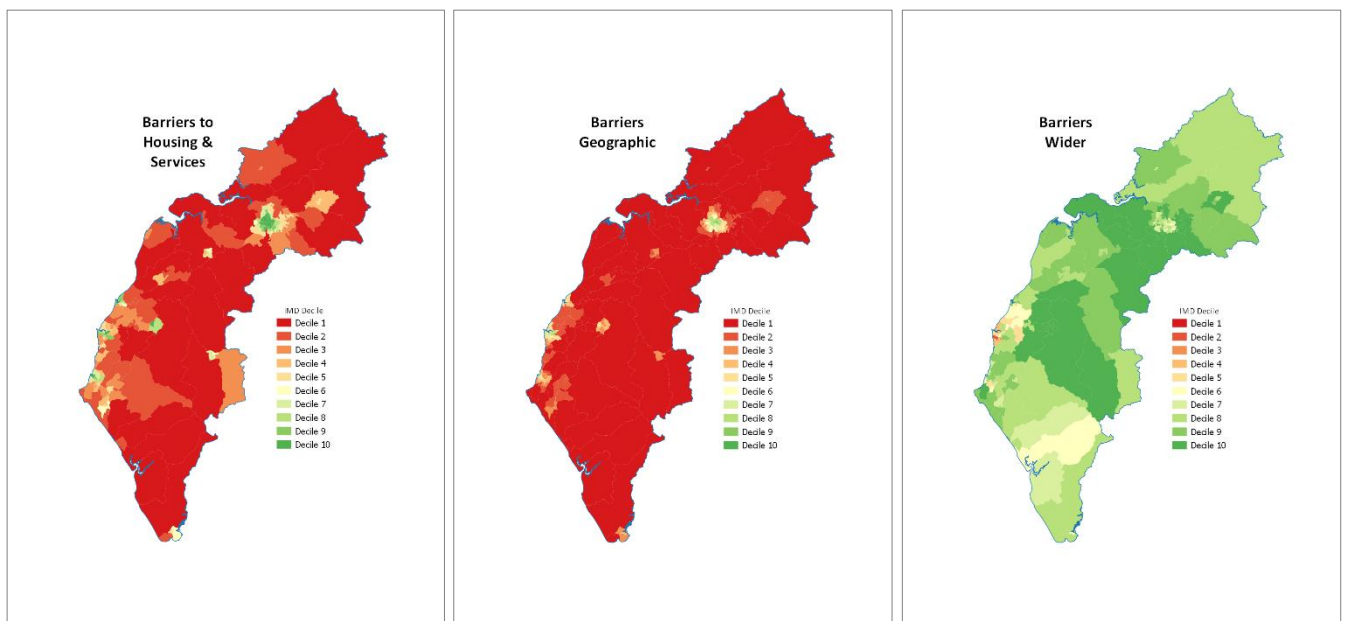 Barriers to
Housing &
Services
IMD Decile
Decile 1
Decile 2
Decile 3
Decile 4
Decile 5
Decile 6
Decile 7
Decile 8
Decile 9
Decile 10
Barriers
Geographic
IMD Decile
Decile 1
Decile 2
Decile 3
Decile 4
Decile 5
Decile 6
Decile 7
Decile 8
Decile 9
Decile 10
Barriers
Wider
IMD Decile
Decile 1
Decile 2
Decile 3
Decile 4
Decile 5
Decile 6
Decile 7
Decile 8
Decile 9
Decile 10